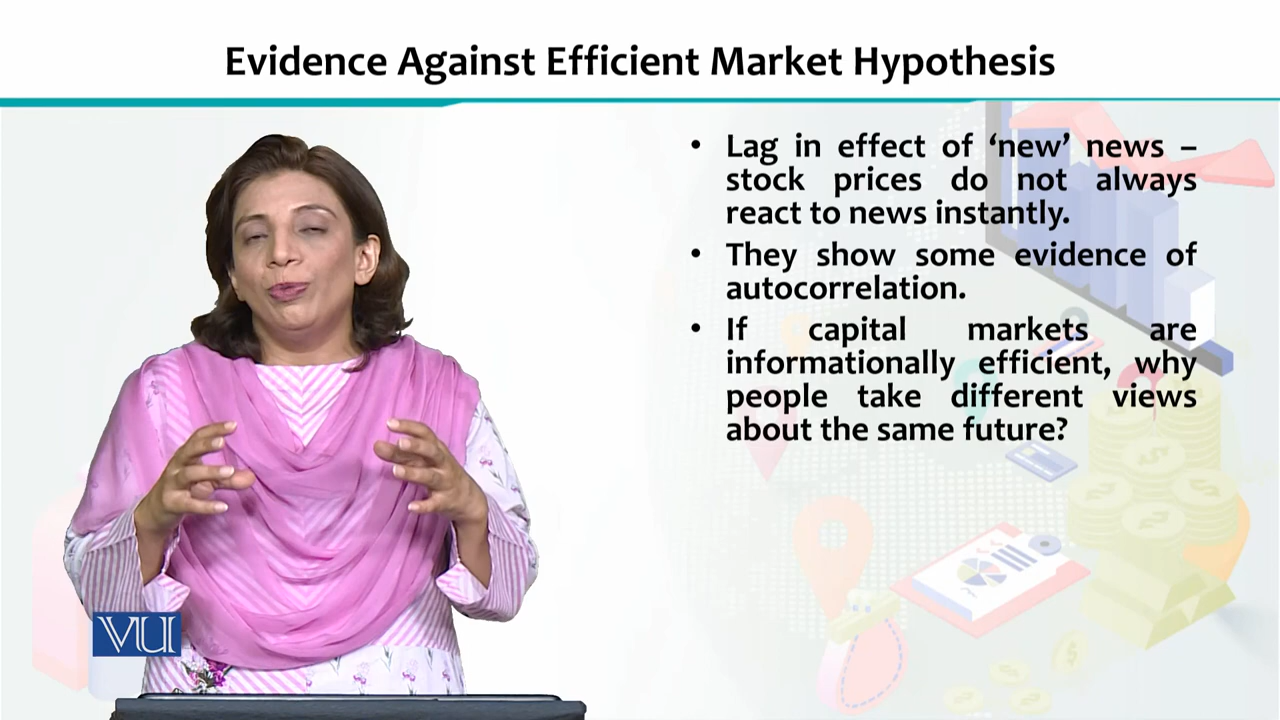 Evidence Against Efficient Market Hypothesis
• Lag in effect of ‘new’ news –
stock prices do not always
react to news instantly.
• They show some evidence of
autocorrelation.
• If capital markets are
informationally efficient, why
people take different views
about the same future?
VU